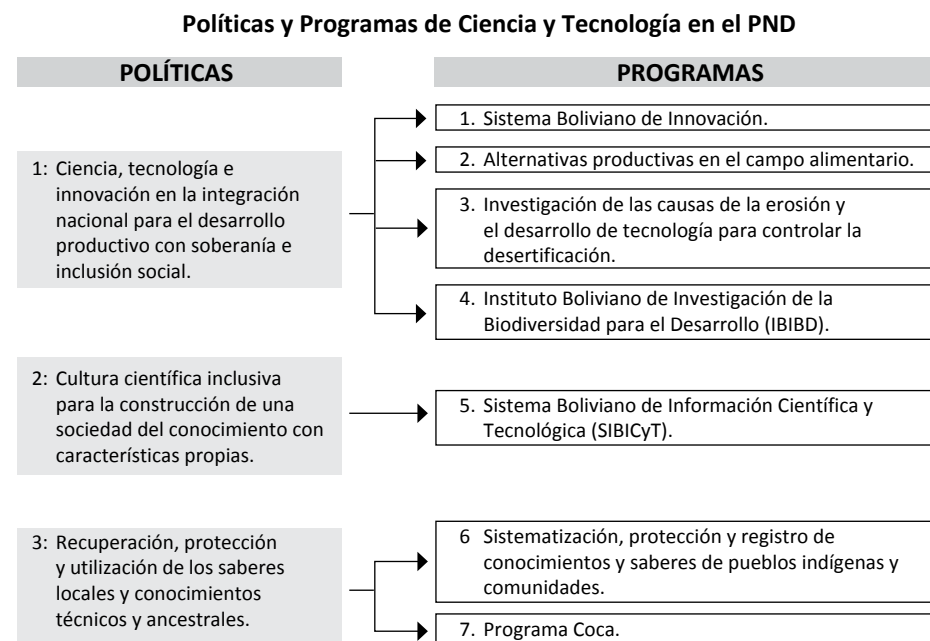 Políticas y Programas de Ciencia y Tecnología en el PND
POLÍTICAS
PROGRAMAS
1: Ciencia, tecnología e
innovación en la integración
nacional para el desarrollo
productivo con soberanía e
inclusión social.
1. Sistema Boliviano de Innovación.
2. Alternativas productivas en el campo alimentario.
3. Investigación de las causas de la erosión y
el desarrollo de tecnología para controlar la
desertificación.
4. Instituto Boliviano de Investigación de la
Biodiversidad para el Desarrollo (IBIBD).
2: Cultura científica inclusiva
para la construcción de una
sociedad del conocimiento con
características propias.
5. Sistema Boliviano de Información Científica y
Tecnológica (SIBICyT).
3: Recuperación, protección
y utilización de los saberes
locales y conocimientos
técnicos y ancestrales.
6 Sistematización, protección y registro de
conocimientos y saberes de pueblos indígenas y
comunidades.
7. Programa Coca.